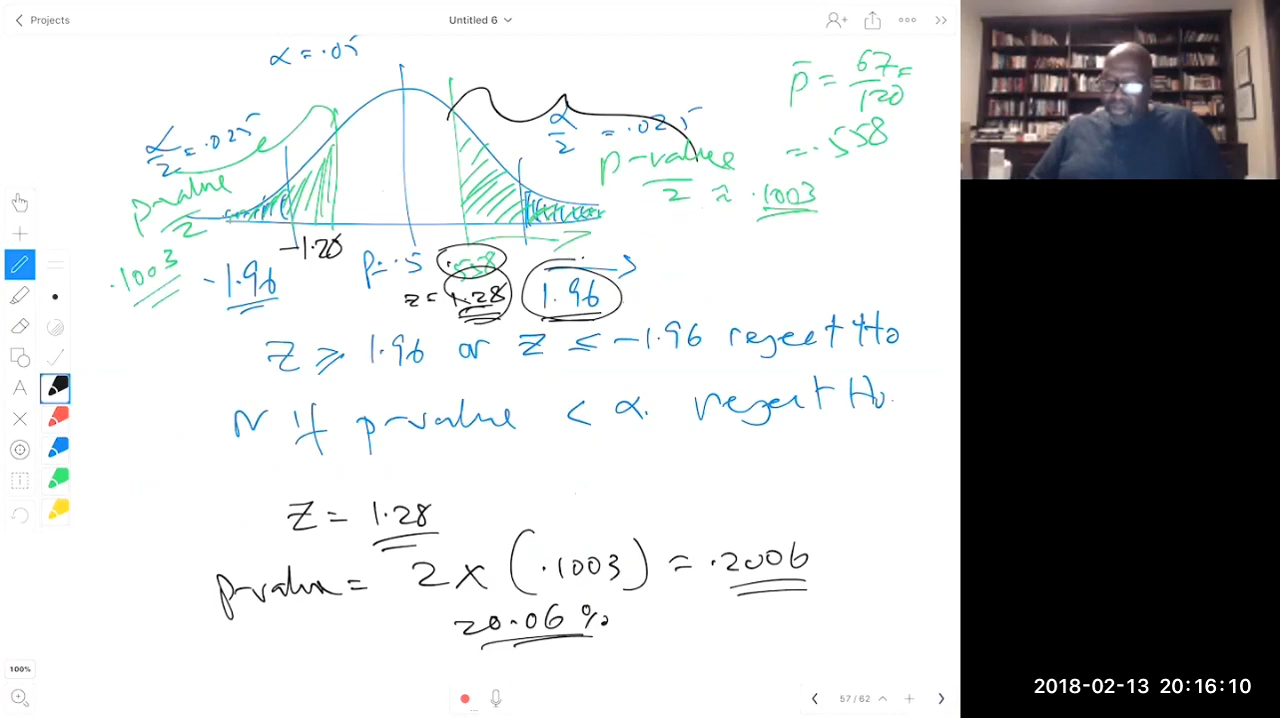 Projects
Untitled 6
α = .05
p̄ = 67/120 =
= .558
α/2 = .025
α/2 = .025
p-value/2 ≈ .1003
p-value/2
.1003
-1.96
-1.28
p = .5
.558
z = 1.28
1.96
z ≥ 1.96 or z ≤ -1.96 reject Ho
or if p-value < α. reject Ho.
z = 1.28
p-value = 2 x (.1003) = .2006
20.06 %
100%
57 / 62
2018-02-13 20:16:10